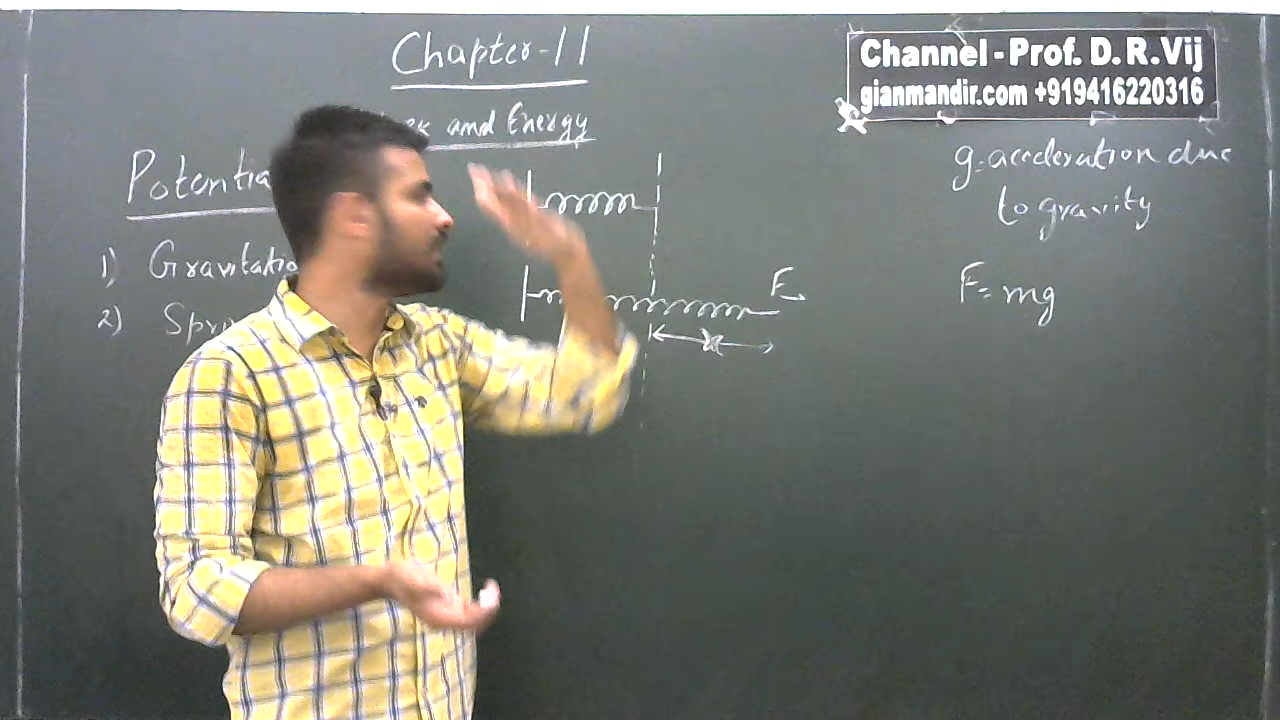 Chapter-11
and Energy
Potentia
1) Gravitatio
2) Spr
F
x
Channel - Prof. D. R. Vij
gianmandir.com +919416220316
g = acceleration due
to gravity
F = mg